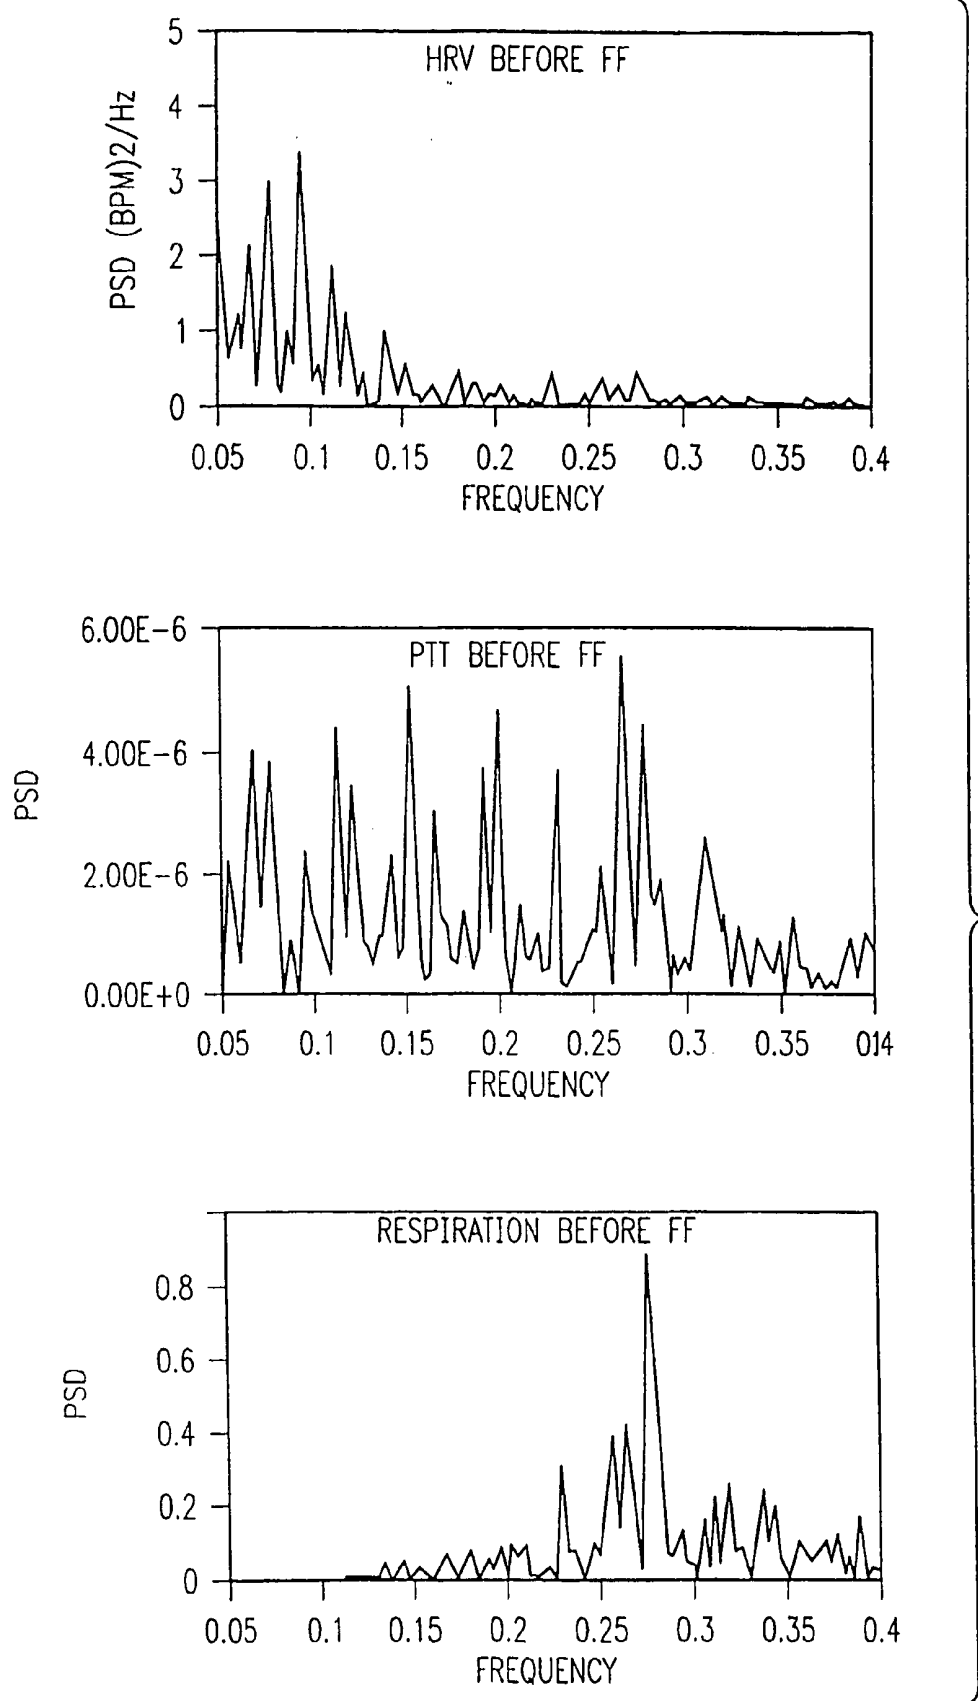 HRV BEFORE FF
PSD (BPM)2/Hz
5
4
3
2
1
0
0.05 0.1 0.15 0.2 0.25 0.3 0.35 0.4
FREQUENCY
PTT BEFORE FF
PSD
6.00E-6
4.00E-6
2.00E-6
0.00E+0
0.05 0.1 0.15 0.2 0.25 0.3 0.35 014
FREQUENCY
RESPIRATION BEFORE FF
PSD
0.8
0.6
0.4
0.2
0
0.05 0.1 0.15 0.2 0.25 0.3 0.35 0.4
FREQUENCY